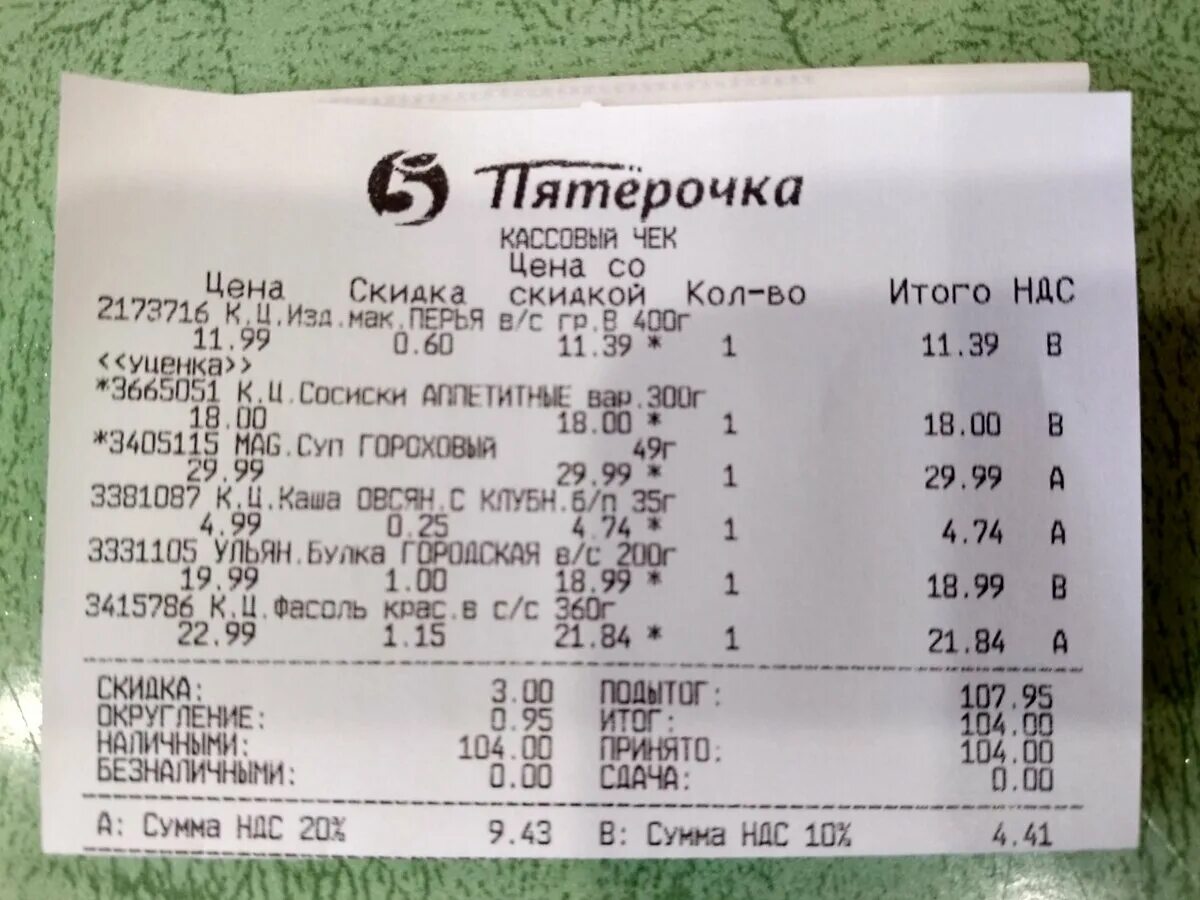 5 Пятёрочка
КАССОВЫЙ ЧЕК
Цена со
Цена Скидка скидкой Кол-во Итого НДС
2173716 К.Ц.Изд.мак.ПЕРЬЯ в/с гр.В 400г
11.99 0.60 11.39 * 1 11.39 В
<<уценка>>
*3665051 К.Ц.Сосиски АППЕТИТНЫЕ вар.300г
18.00 18.00 * 1 18.00 В
*3405115 MAG.Суп ГОРОХОВЫЙ 49г
29.99 29.99 * 1 29.99 А
3381087 К.Ц.Каша ОВСЯН.С КЛУБН.б/п 35г
4.99 0.25 4.74 * 1 4.74 А
3331105 УЛЬЯН.Булка ГОРОДСКАЯ в/с 200г
19.99 1.00 18.99 * 1 18.99 В
3415786 К.Ц.Фасоль крас.в с/с 360г
22.99 1.15 21.84 * 1 21.84 А
СКИДКА: 3.00 ПОДЫТОГ: 107.95
ОКРУГЛЕНИЕ: 0.95 ИТОГ: 104.00
НАЛИЧНЫМИ: 104.00 ПРИНЯТО: 104.00
БЕЗНАЛИЧНЫМИ: 0.00 СДАЧА: 0.00
А: Сумма НДС 20% 9.43 В: Сумма НДС 10% 4.41